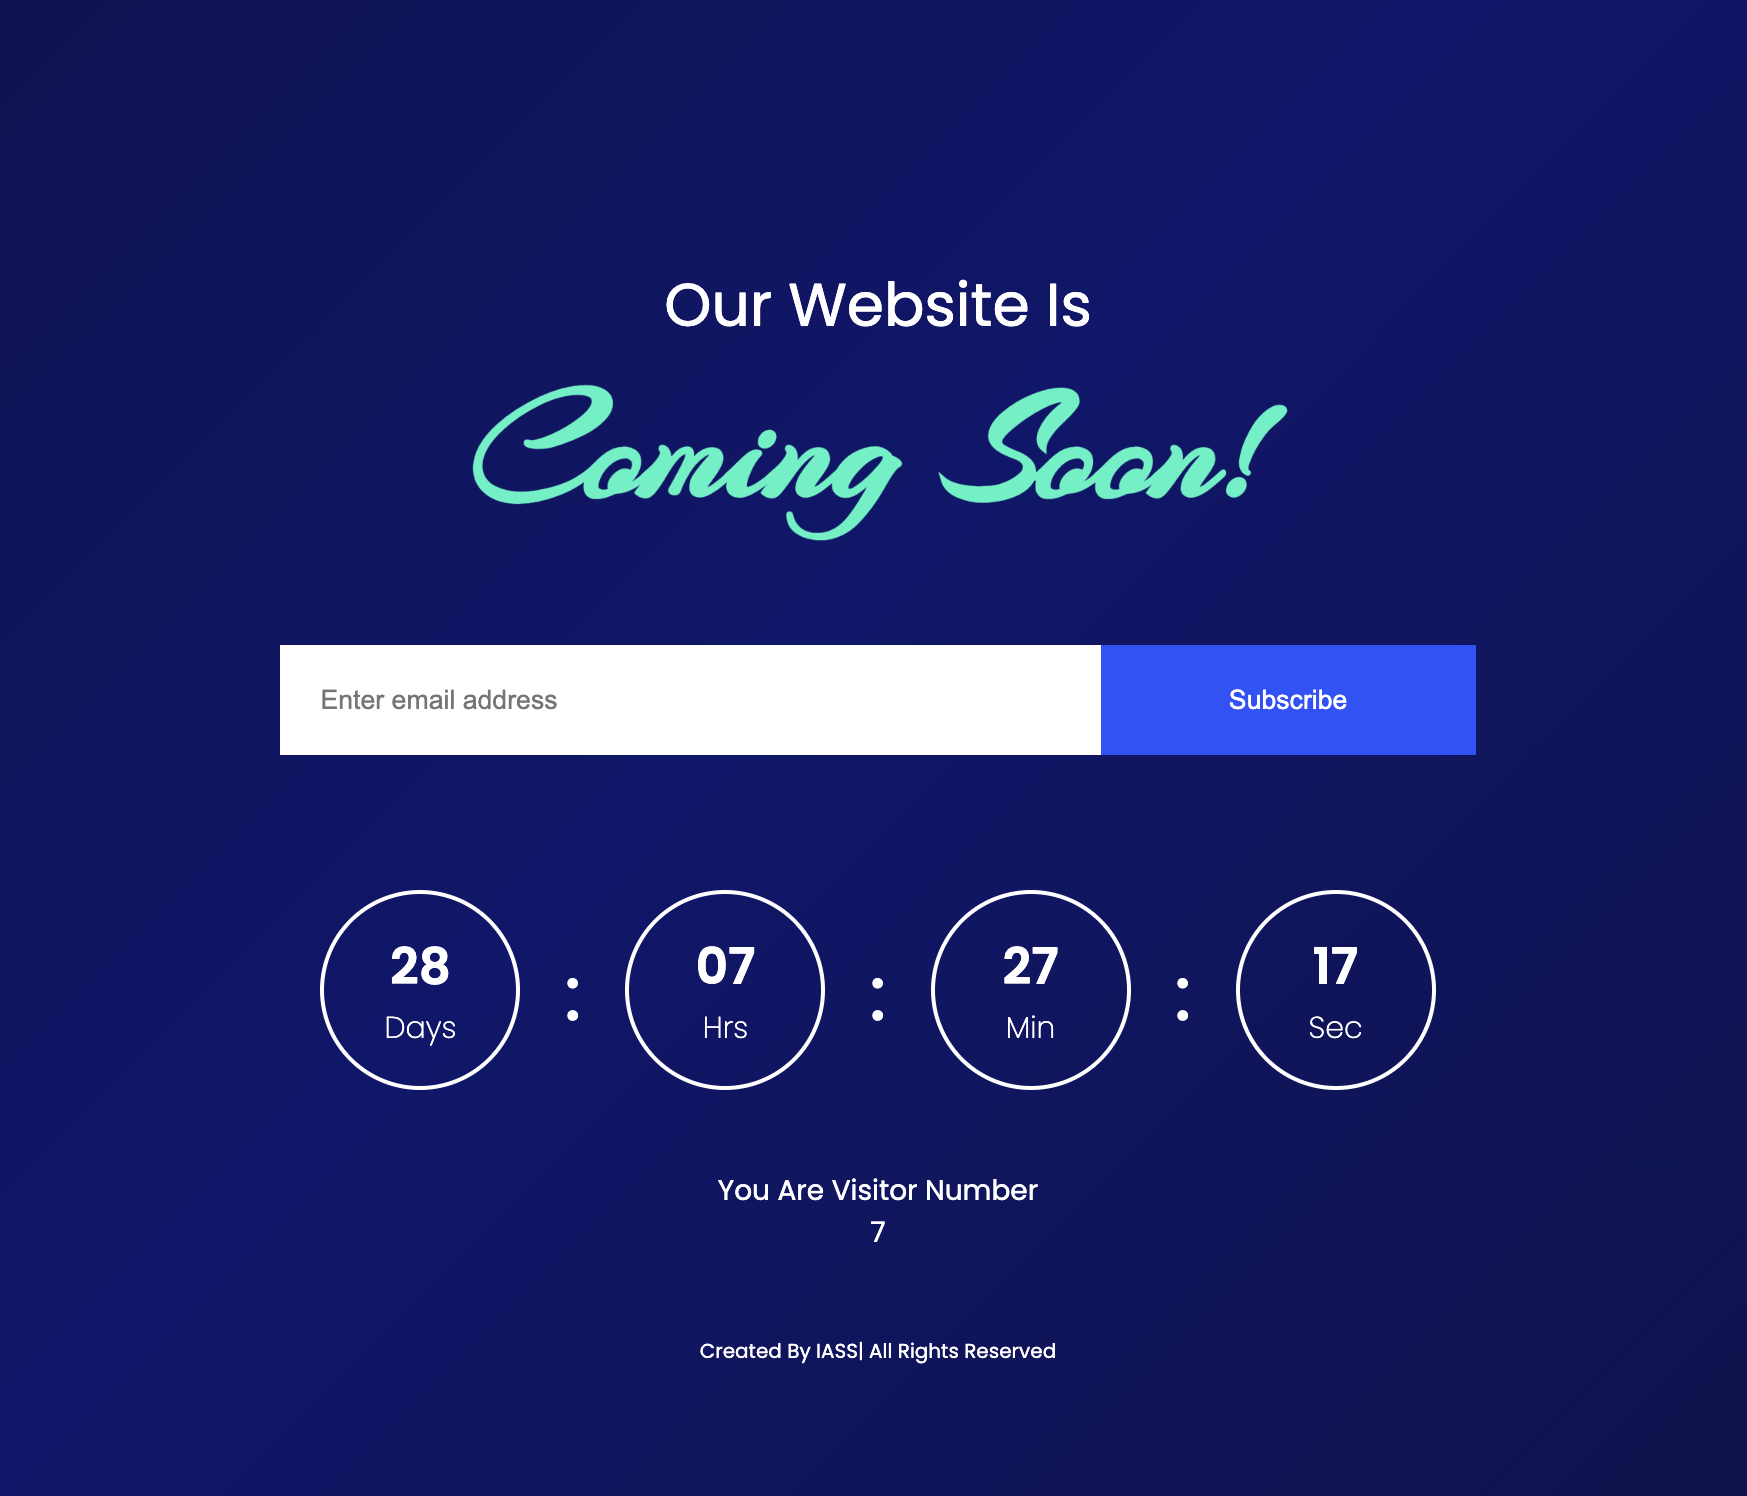 Our Website Is
Coming Soon!
Enter email address
Subscribe
28 : 07 : 27 : 17
Days Hrs Min Sec
You Are Visitor Number
7
Created By IASS| All Rights Reserved